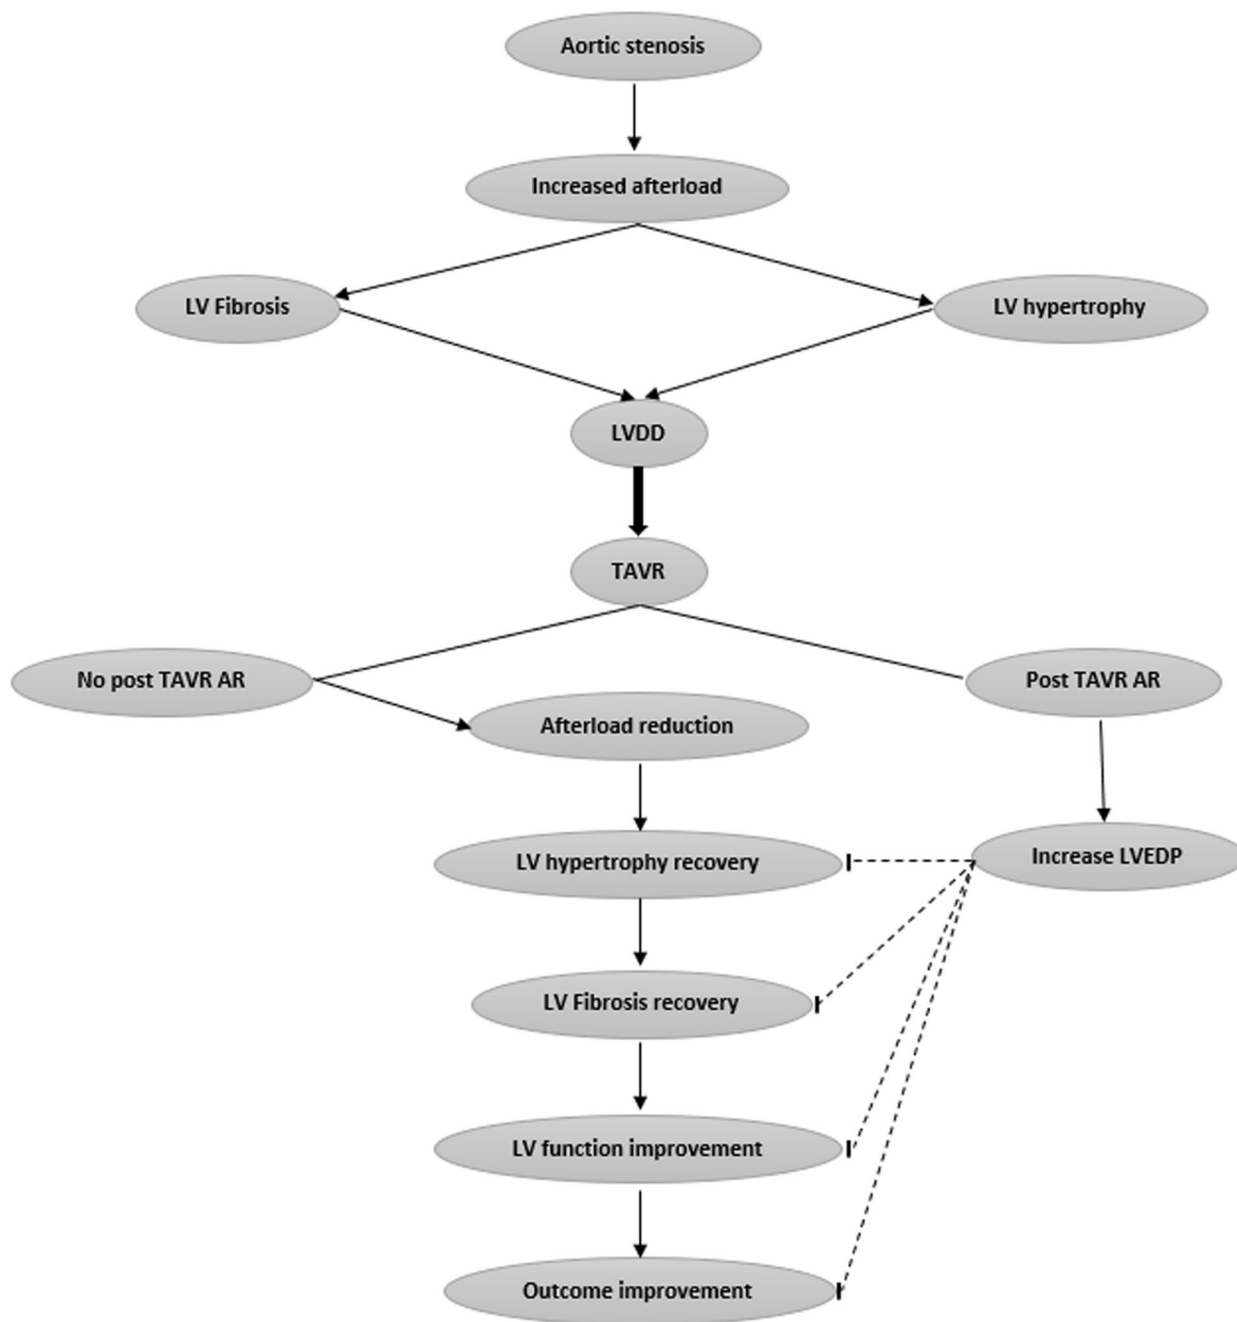 Aortic stenosis
Increased afterload
LV Fibrosis
LV hypertrophy
LVDD
TAVR
No post TAVR AR
Post TAVR AR
Afterload reduction
LV hypertrophy recovery
Increase LVEDP
LV Fibrosis recovery
LV function improvement
Outcome improvement